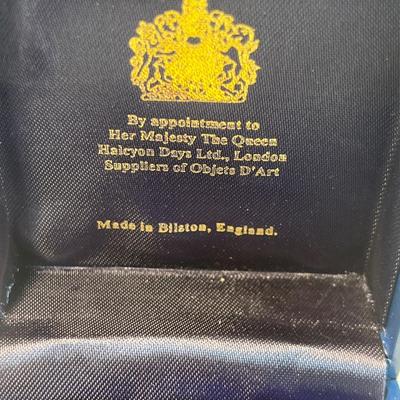 By appointment to
Her Majesty The Queen
Halcyon Days Ltd., London
Suppliers of Objets D'Art
Made in Bilston, England.